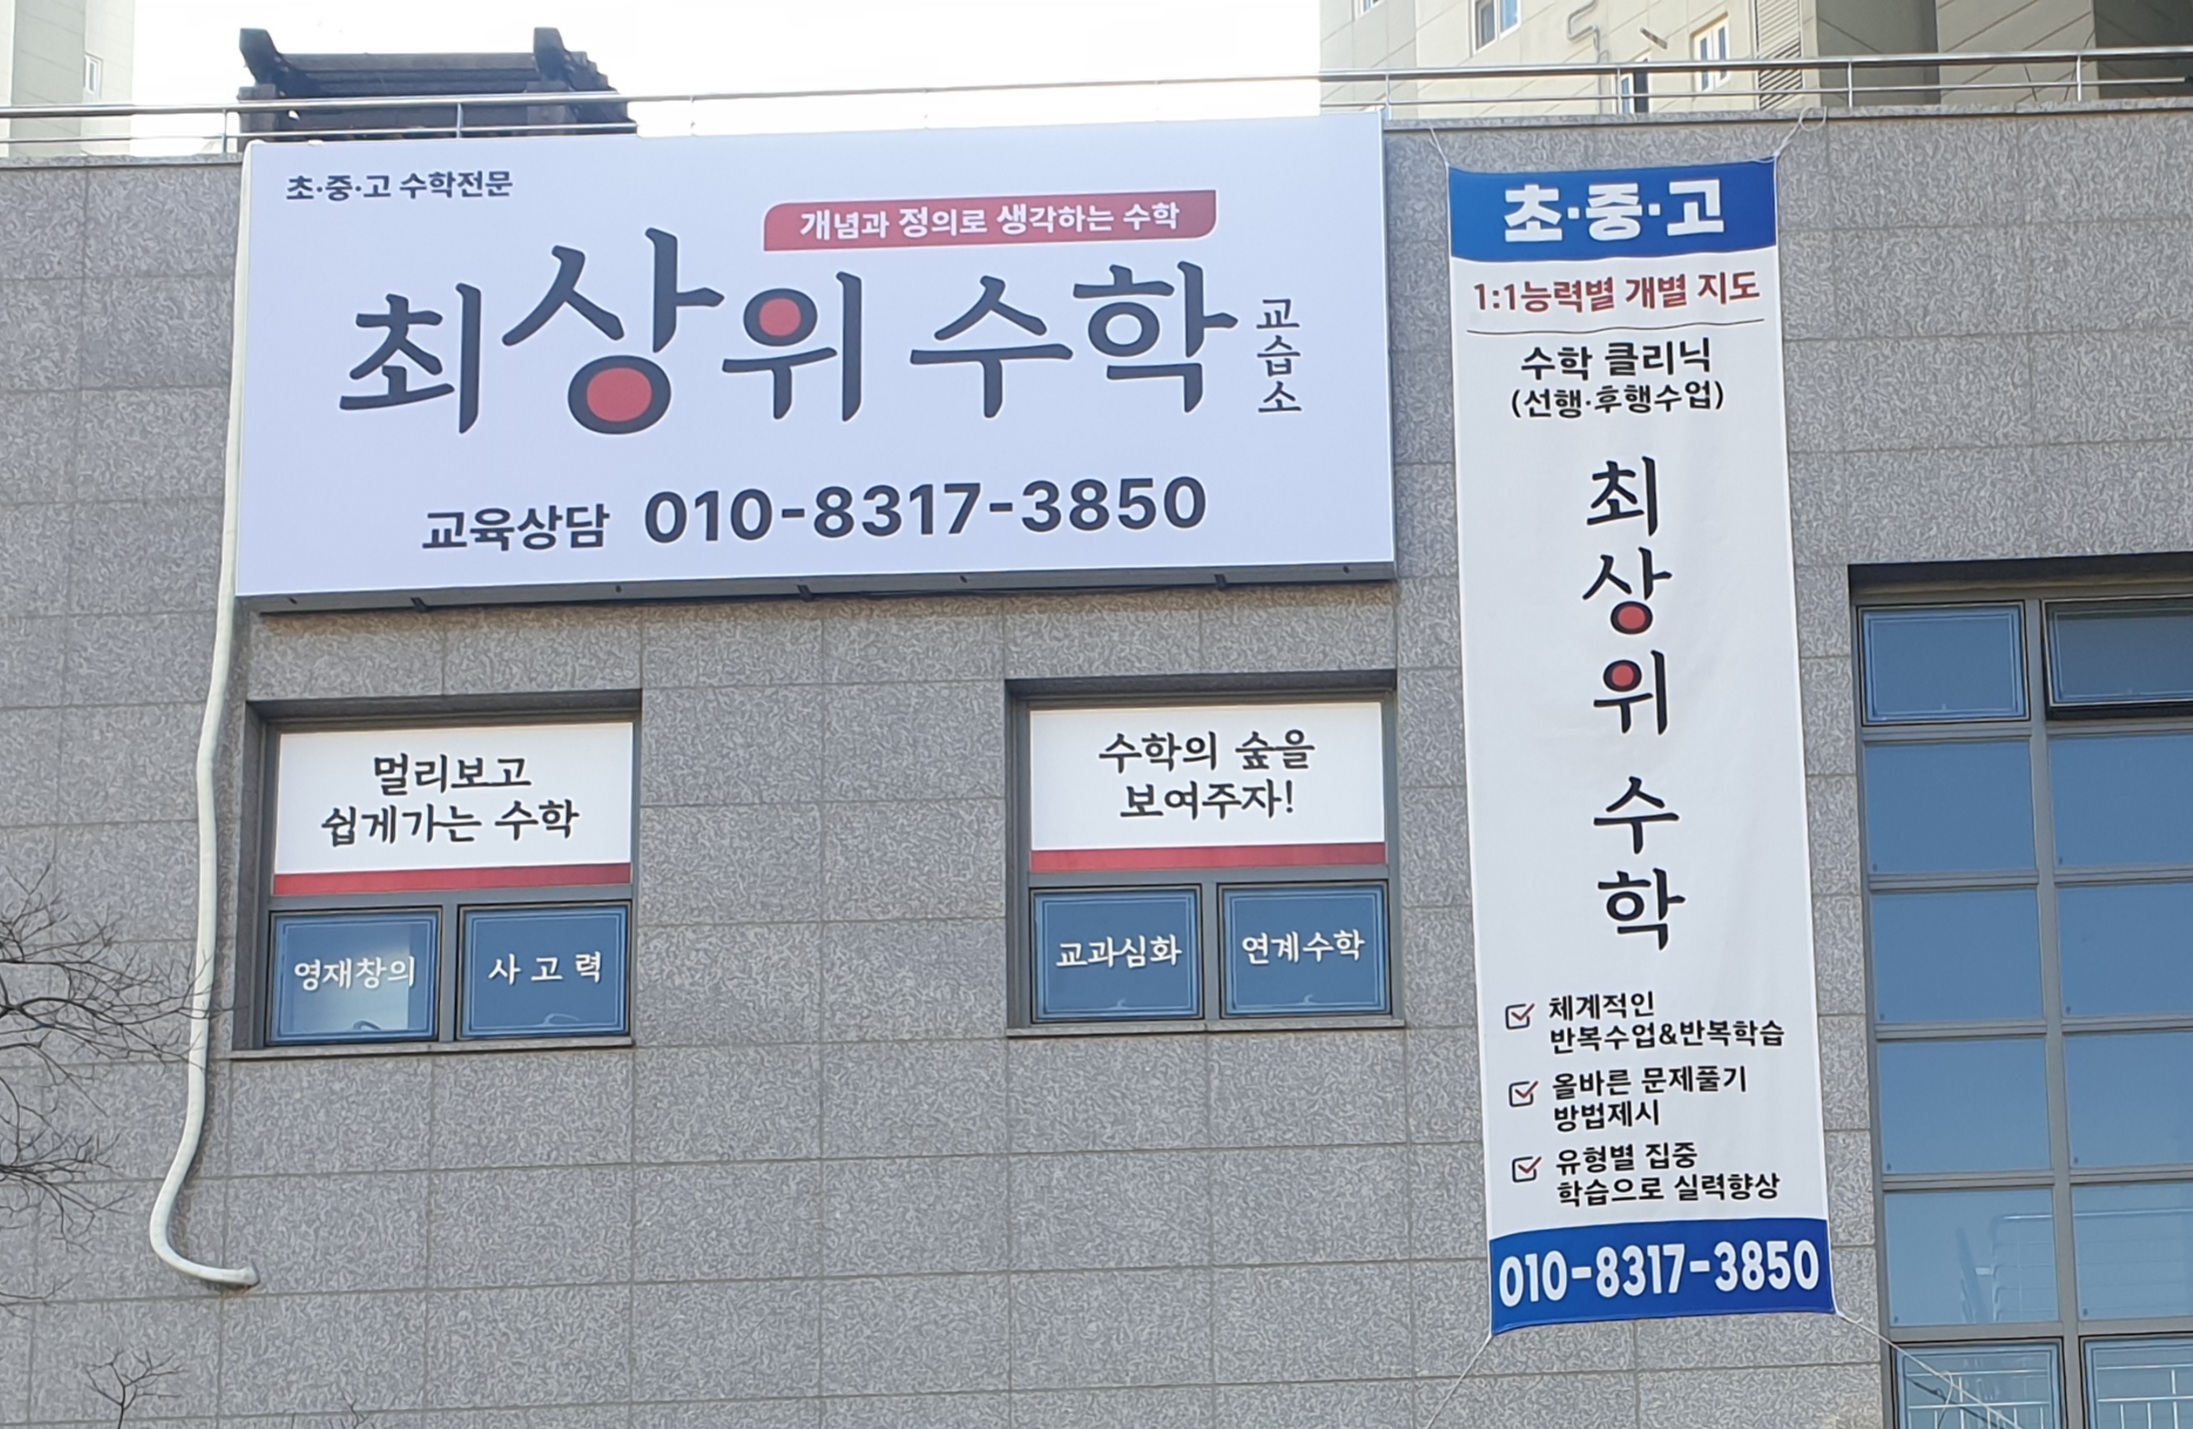 초·중·고 수학전문
개념과 정의로 생각하는 수학
최상위 수학
교습소
교육상담 010-8317-3850
멀리보고
쉽게가는 수학
영재창의
사고력
수학의 숲을
보여주자!
교과심화
연계수학
초·중·고
1:1능력별 개별 지도
수학 클리닉
(선행·후행수업)
최
상
위
수
학
체계적인
반복수업&반복학습
올바른 문제풀기
방법제시
유형별 집중
학습으로 실력향상
010-8317-3850